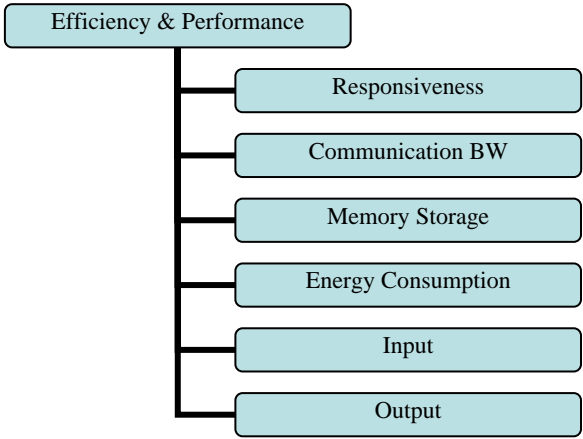 Efficiency & Performance
Responsiveness
Communication BW
Memory Storage
Energy Consumption
Input
Output